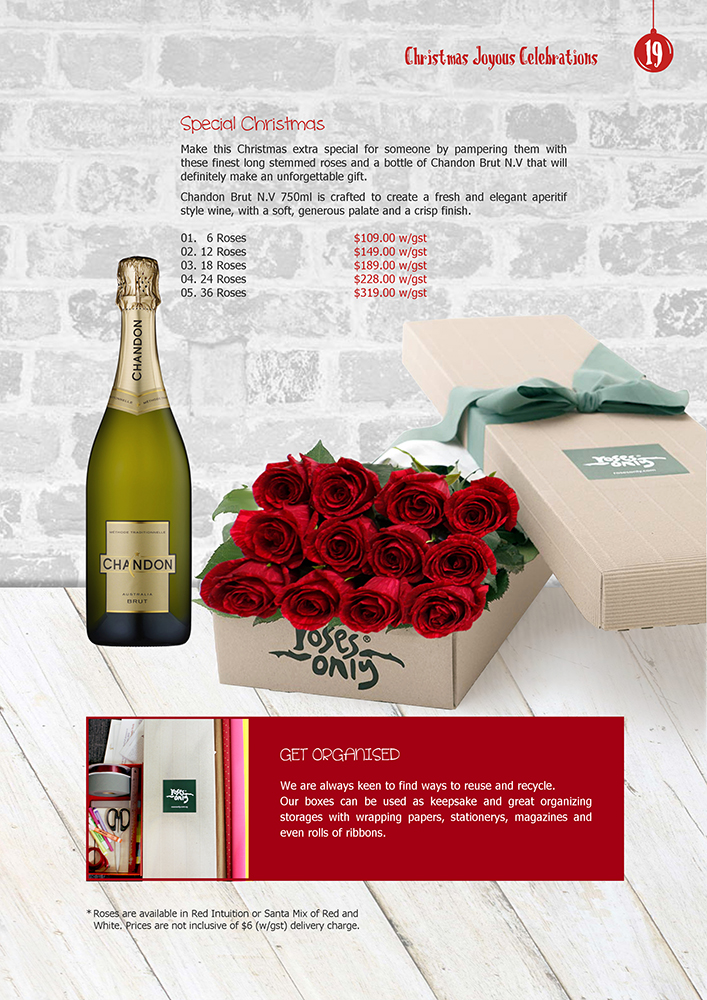 Christmas Joyous Celebrations
19
Special Christmas
Make this Christmas extra special for someone by pampering them with
these finest long stemmed roses and a bottle of Chandon Brut N.V that will
definitely make an unforgettable gift.
Chandon Brut N.V 750ml is crafted to create a fresh and elegant aperitif
style wine, with a soft, generous palate and a crisp finish.
01. 6 Roses $109.00 w/gst
02. 12 Roses $149.00 w/gst
03. 18 Roses $189.00 w/gst
04. 24 Roses $228.00 w/gst
05. 36 Roses $319.00 w/gst
CHANDON
METHODE TRADITIONNELLE
CHANDON
AUSTRALIA
BRUT
roses
only
roses®
only
roses
only
GET ORGANISED
We are always keen to find ways to reuse and recycle.
Our boxes can be used as keepsake and great organizing
storages with wrapping papers, stationerys, magazines and
even rolls of ribbons.
* Roses are available in Red Intuition or Santa Mix of Red and
White. Prices are not inclusive of $6 (w/gst) delivery charge.